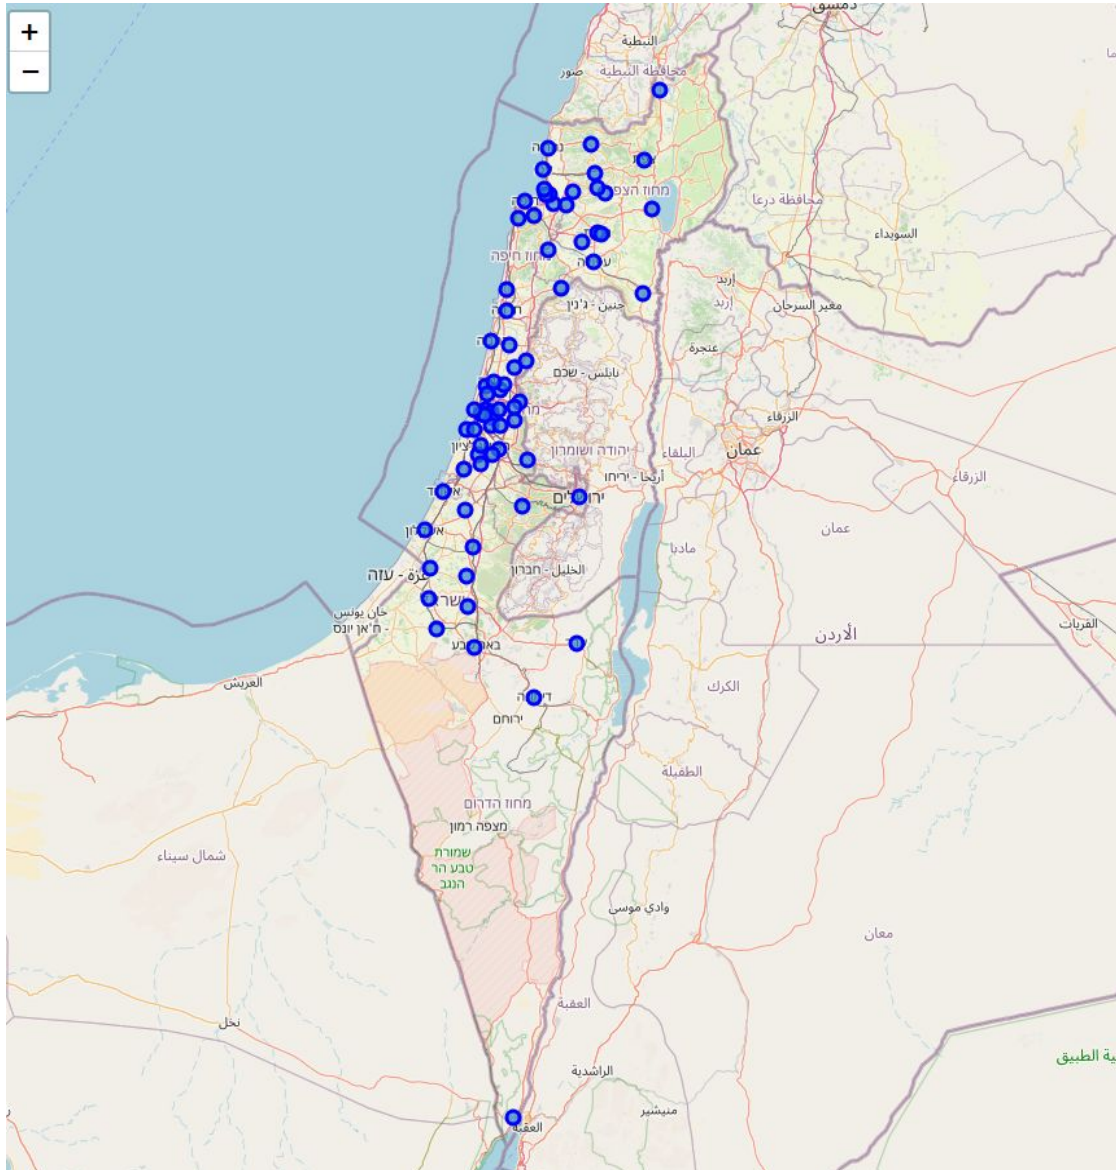 +
−
دمشق
النبطية
صور
محافظة النبطية
محافظة درعا
السويداء
מחוז הצפ
מחוז חיפה
إربد
إربد
مغير السرحان
جنين - ג'נין
عنجرة
نابلس - שכם
الزرقاء
יהודה ושומרון
البلقاء
عمان
أريحا - יריחו
الزرقاء
ירושלים
عمان
مادبا
الخليل - חברון
غزة - עזה
خان يونس
- ח'אן יונס
القريات
الأردن
العريش
الكرك
ירוחם
الطفيلة
מחוז הדרום
מצפה רמון
شمال سيناء
שמורת
טבע הר
הנגב
وادي موسى
معان
العقبة
نخل
ية الطبيق
الراشدية
منيشير
العقبة